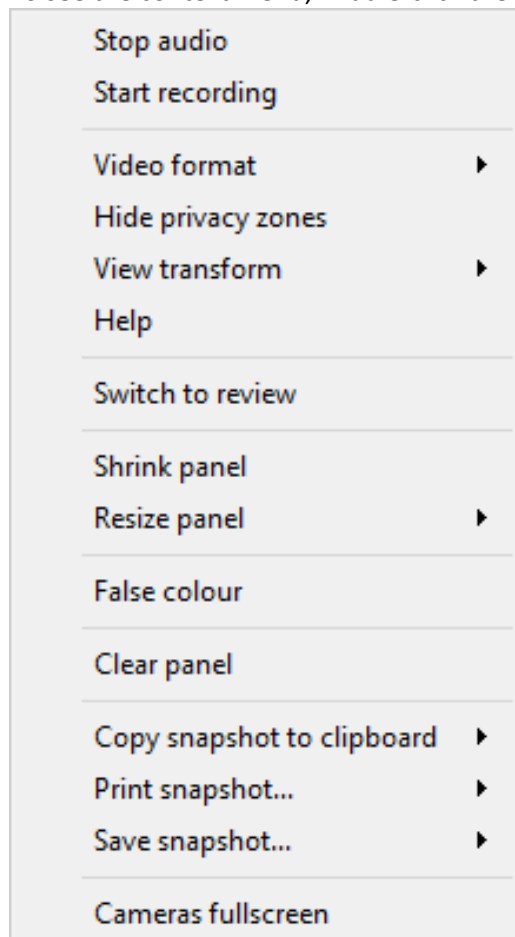 Stop audio
Start recording
Video format
Hide privacy zones
View transform
Help
Switch to review
Shrink panel
Resize panel
False colour
Clear panel
Copy snapshot to clipboard
Print snapshot...
Save snapshot...
Cameras fullscreen